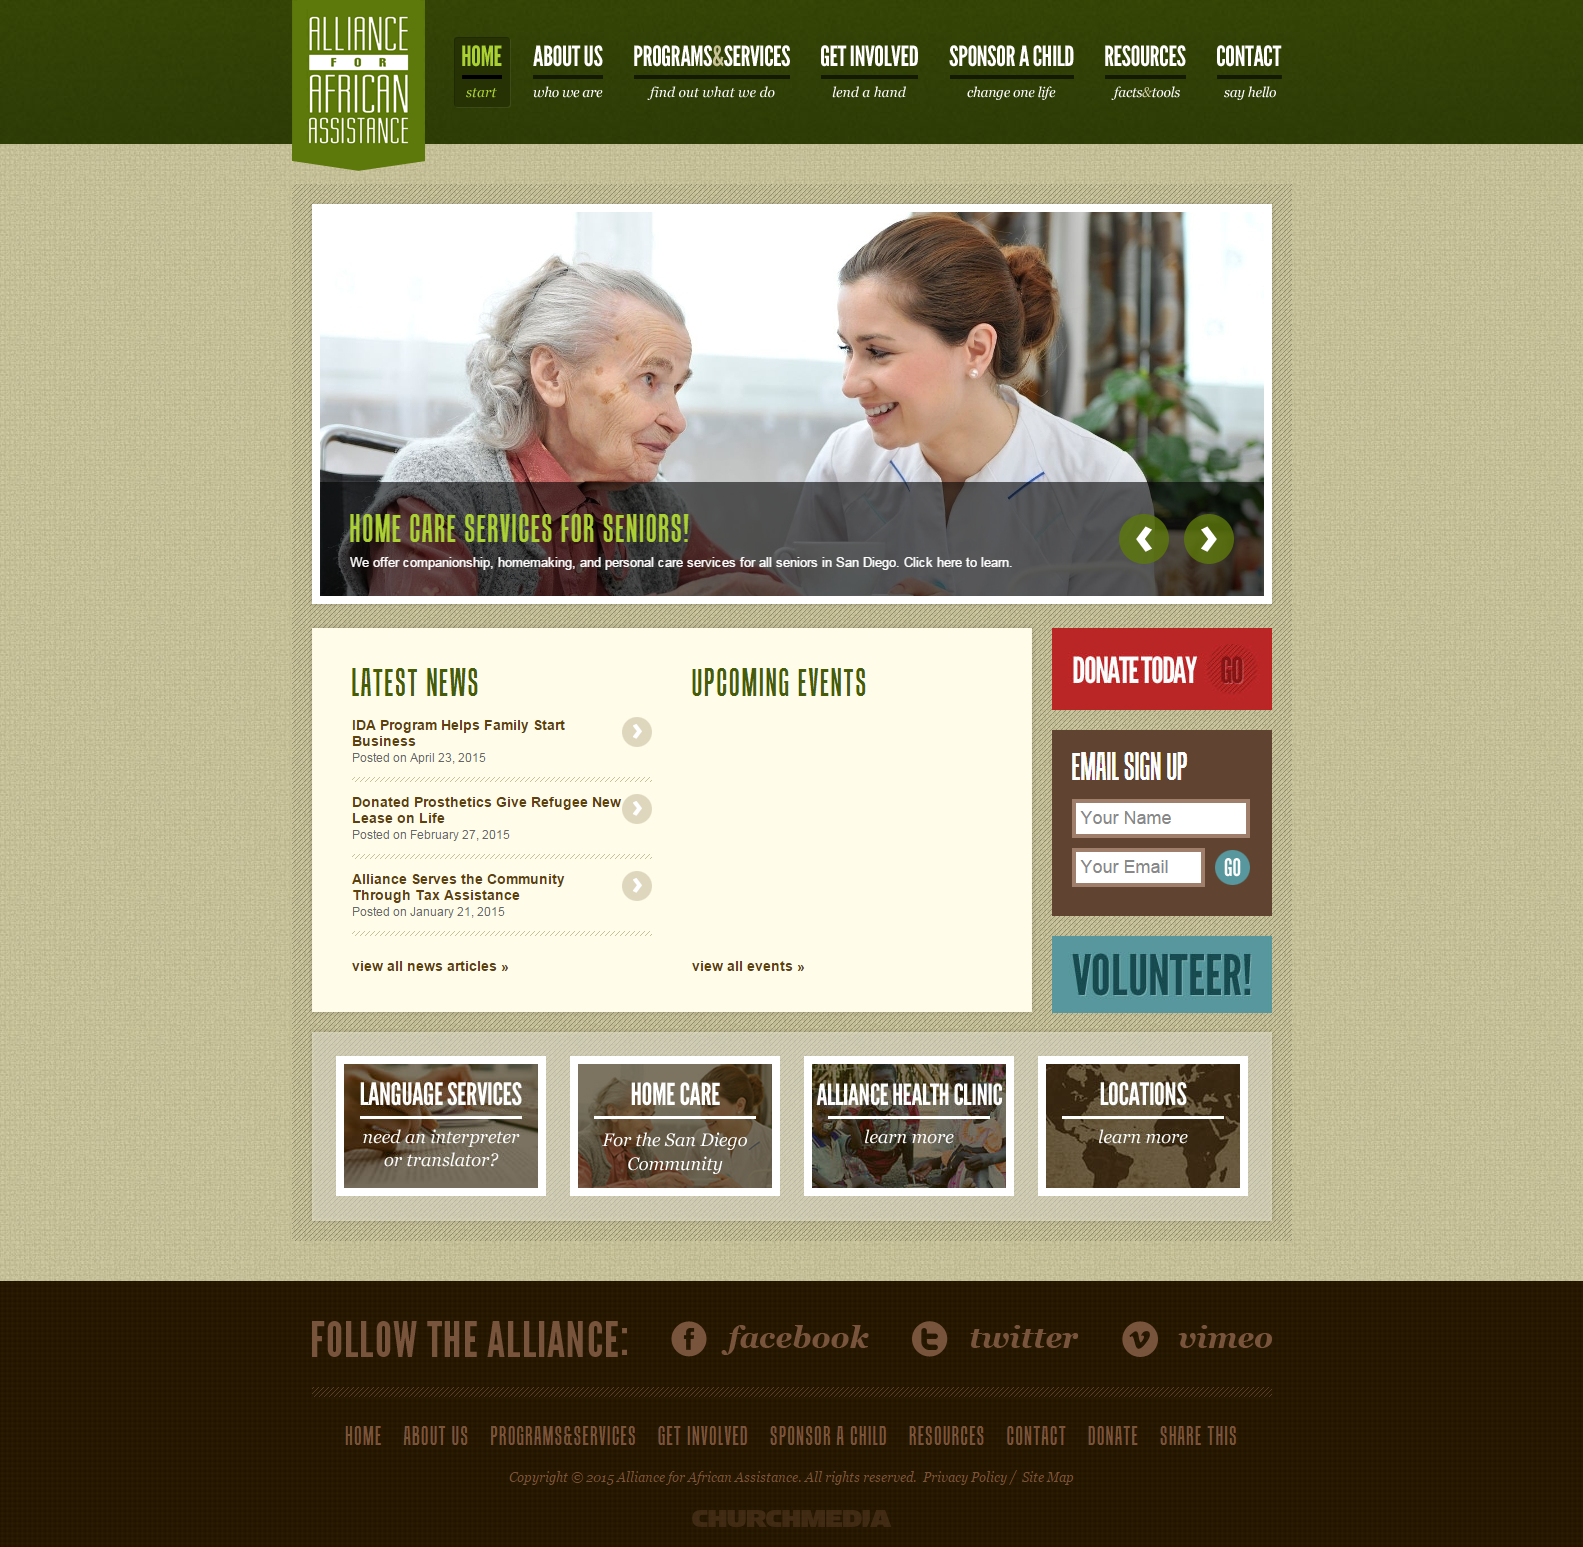 ALLIANCE
FOR
AFRICAN
ASSISTANCE
HOME
start
ABOUT US
who we are
PROGRAMS&SERVICES
find out what we do
GET INVOLVED
lend a hand
SPONSOR A CHILD
change one life
RESOURCES
facts&tools
CONTACT
say hello
HOME CARE SERVICES FOR SENIORS!
We offer companionship, homemaking, and personal care services for all seniors in San Diego. Click here to learn.
LATEST NEWS
IDA Program Helps Family Start
Business
Posted on April 23, 2015
Donated Prosthetics Give Refugee New
Lease on Life
Posted on February 27, 2015
Alliance Serves the Community
Through Tax Assistance
Posted on January 21, 2015
view all news articles »
UPCOMING EVENTS
view all events »
DONATE TODAY GO
EMAIL SIGN UP
Your Name
Your Email GO
VOLUNTEER!
LANGUAGE SERVICES
need an interpreter
or translator?
HOME CARE
For the San Diego
Community
ALLIANCE HEALTH CLINIC
learn more
LOCATIONS
learn more
FOLLOW THE ALLIANCE: facebook twitter vimeo
HOME ABOUT US PROGRAMS&SERVICES GET INVOLVED SPONSOR A CHILD RESOURCES CONTACT DONATE SHARE THIS
Copyright © 2015 Alliance for African Assistance. All rights reserved. Privacy Policy / Site Map
CHURCHMEDIA